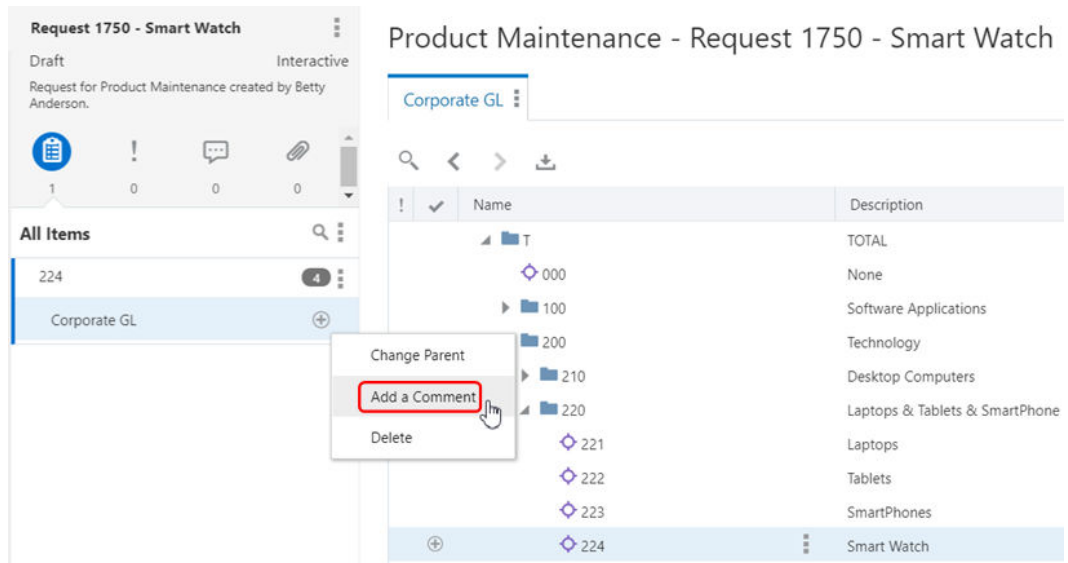 Request 1750 - Smart Watch
Draft Interactive
Request for Product Maintenance created by Betty
Anderson.
1 0 0 0
All Items
224 4
Corporate GL
Change Parent
Add a Comment
Delete
Product Maintenance - Request 1750 - Smart Watch
Corporate GL
! Name Description
T TOTAL
000 None
100 Software Applications
200 Technology
210 Desktop Computers
220 Laptops & Tablets & SmartPhone
221 Laptops
222 Tablets
223 SmartPhones
224 Smart Watch